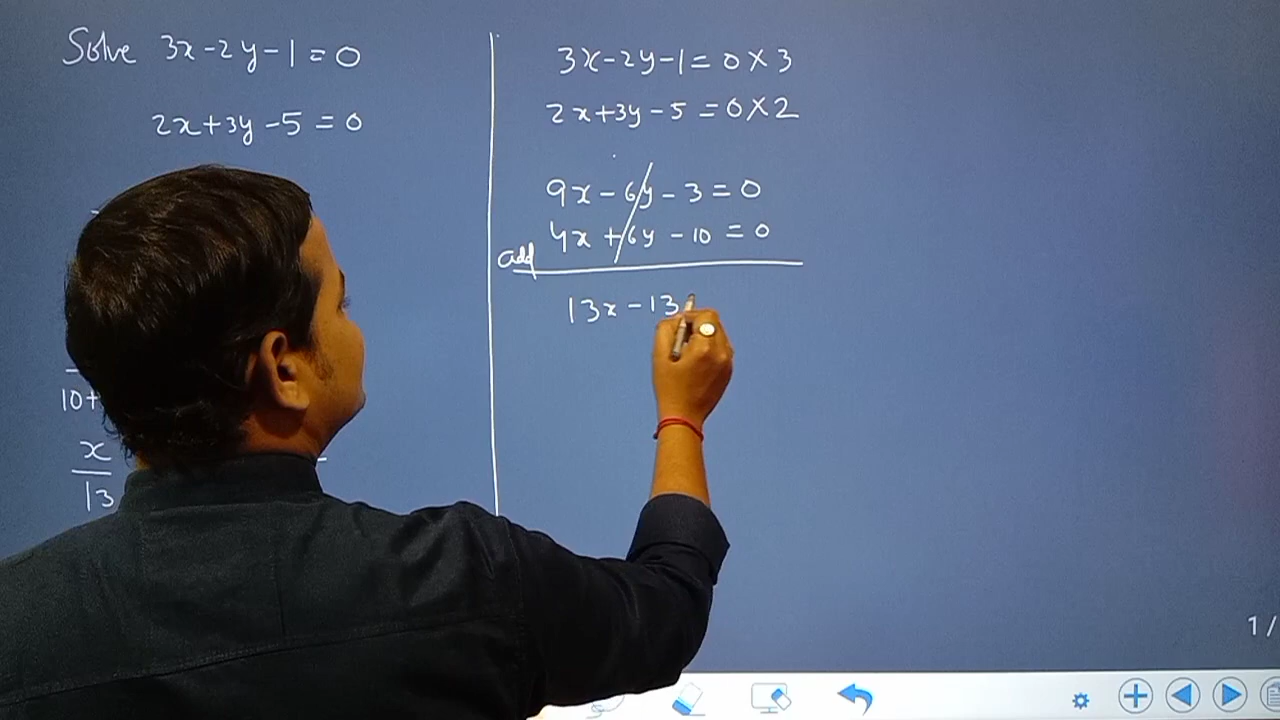 Solve 3x-2y-1=0
2x+3y-5=0
10+
x
13
3x-2y-1=0×3
2x+3y-5=0×2
9x-6y-3=0
4x+6y-10=0
add
13x-13
1/